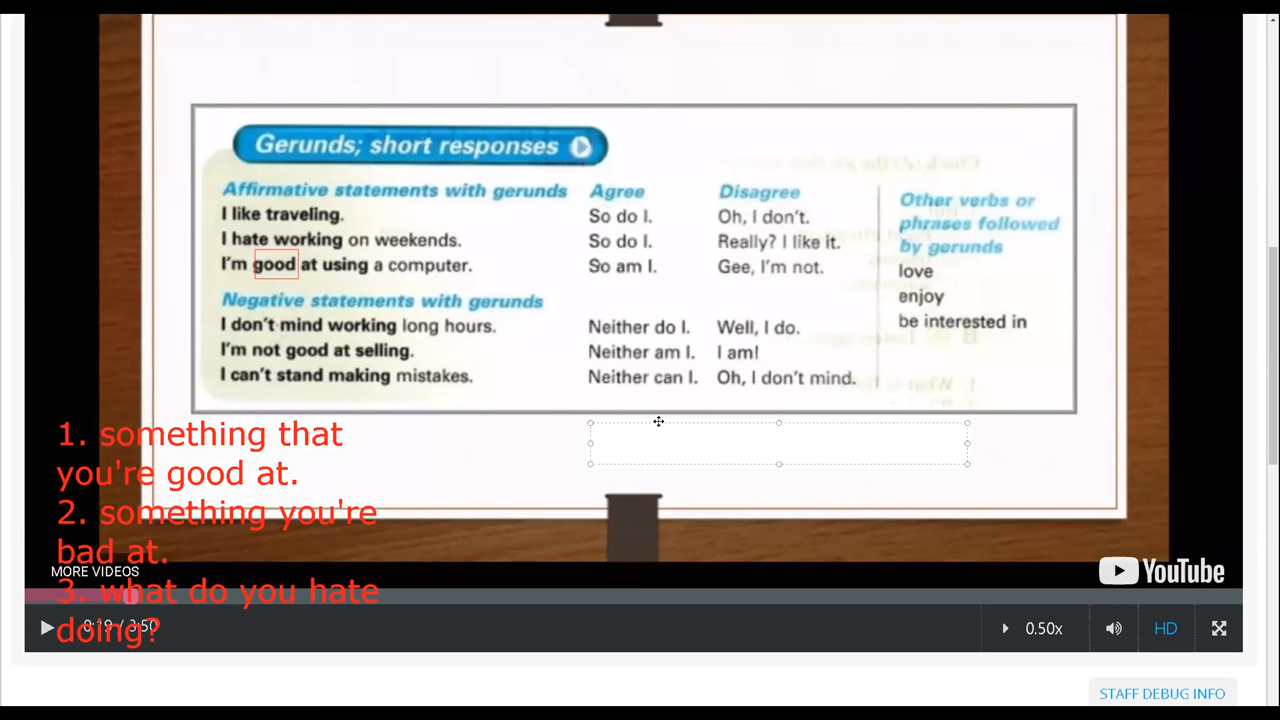 Gerunds; short responses
Affirmative statements with gerunds Agree Disagree
I like traveling. So do I. Oh, I don't.
I hate working on weekends. So do I. Really? I like it.
I'm good at using a computer. So am I. Gee, I'm not.
Negative statements with gerunds
I don't mind working long hours. Neither do I. Well, I do.
I'm not good at selling. Neither am I. I am!
I can't stand making mistakes. Neither can I. Oh, I don't mind.
Other verbs or
phrases followed
by gerunds
love
enjoy
be interested in
1. something that
you're good at.
2. something you're
bad at.
3. what do you hate
doing?
MORE VIDEOS
YouTube
0:19 / 3:50
0.50x
HD
STAFF DEBUG INFO